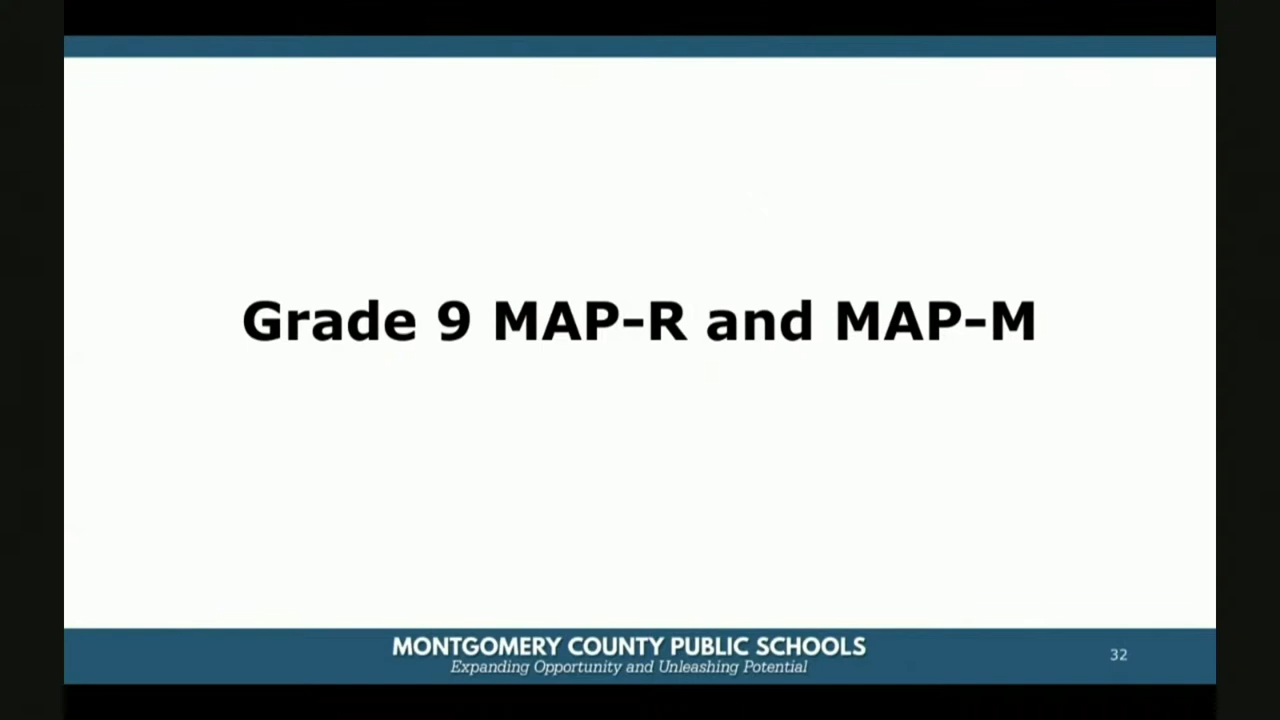 Grade 9 MAP-R and MAP-M
MONTGOMERY COUNTY PUBLIC SCHOOLS
Expanding Opportunity and Unleashing Potential
32